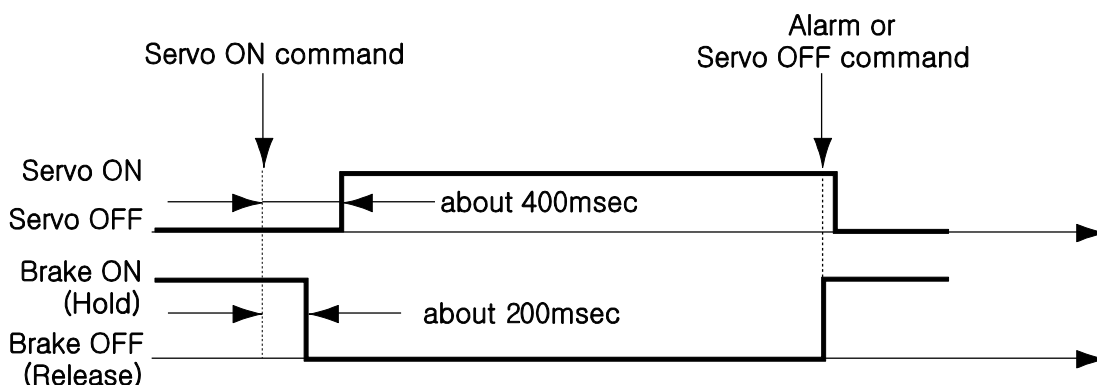 Alarm or
Servo ON command
Servo OFF command
Servo ON
about 400msec
Servo OFF
Brake ON
(Hold)
about 200msec
Brake OFF
(Release)